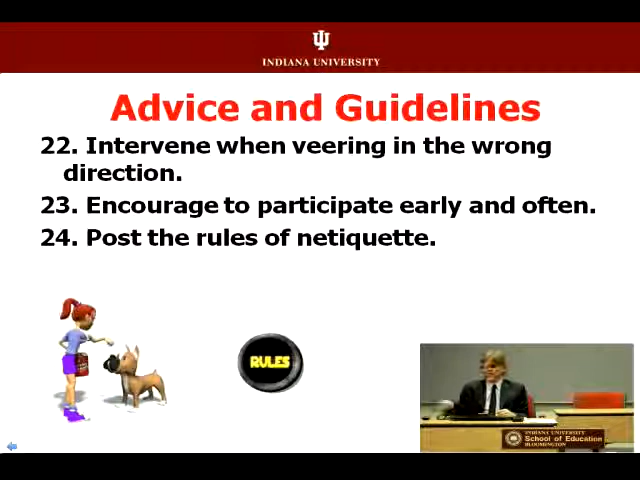 INDIANA UNIVERSITY
Advice and Guidelines
22. Intervene when veering in the wrong
direction.
23. Encourage to participate early and often.
24. Post the rules of netiquette.
RULES
INDIANA UNIVERSITY
School of Education
BLOOMINGTON